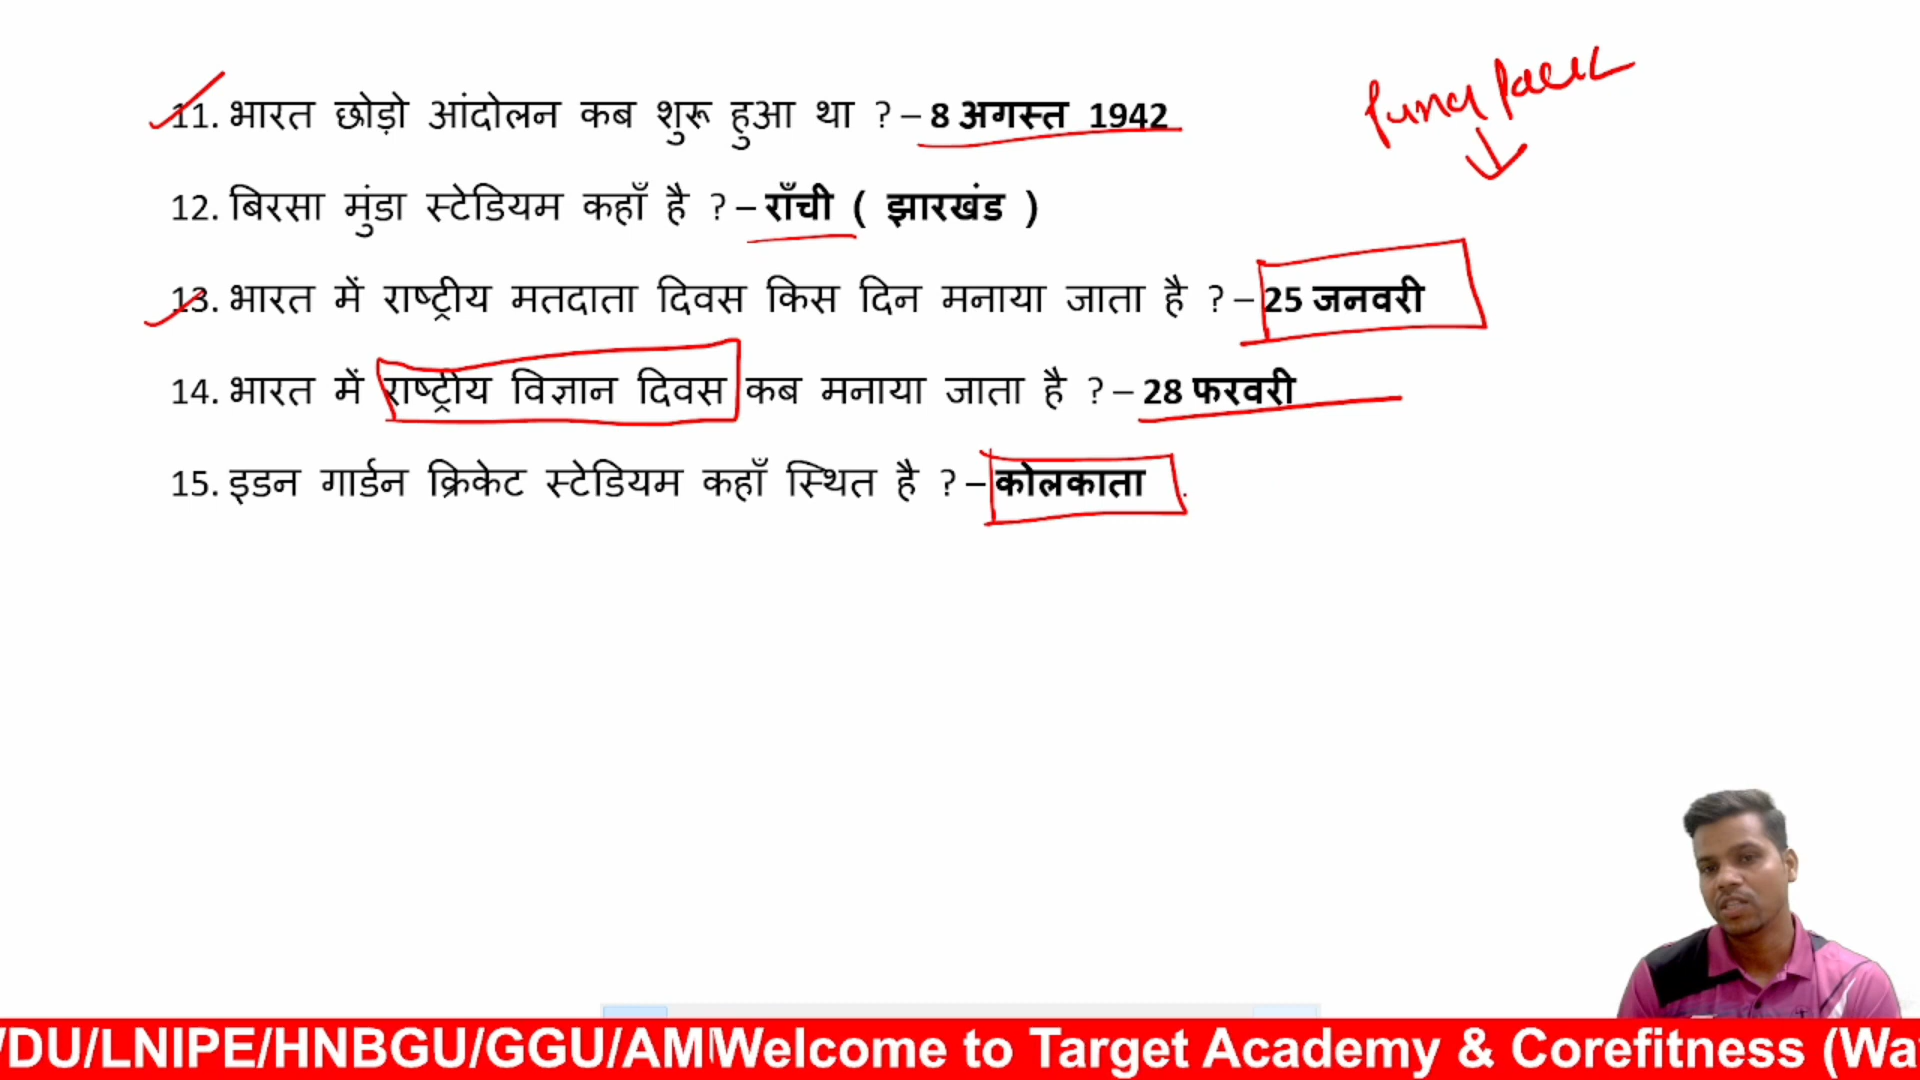 11. भारत छोड़ो आंदोलन कब शुरू हुआ था ? – 8 अगस्त 1942
12. बिरसा मुंडा स्टेडियम कहाँ है ? – राँची ( झारखंड )
13. भारत में राष्ट्रीय मतदाता दिवस किस दिन मनाया जाता है ? – 25 जनवरी
14. भारत में राष्ट्रीय विज्ञान दिवस कब मनाया जाता है ? – 28 फरवरी
15. इडन गार्डन क्रिकेट स्टेडियम कहाँ स्थित है ? – कोलकाता .
/DU/LNIPE/HNBGU/GGU/AM Welcome to Target Academy & Corefitness (Wa